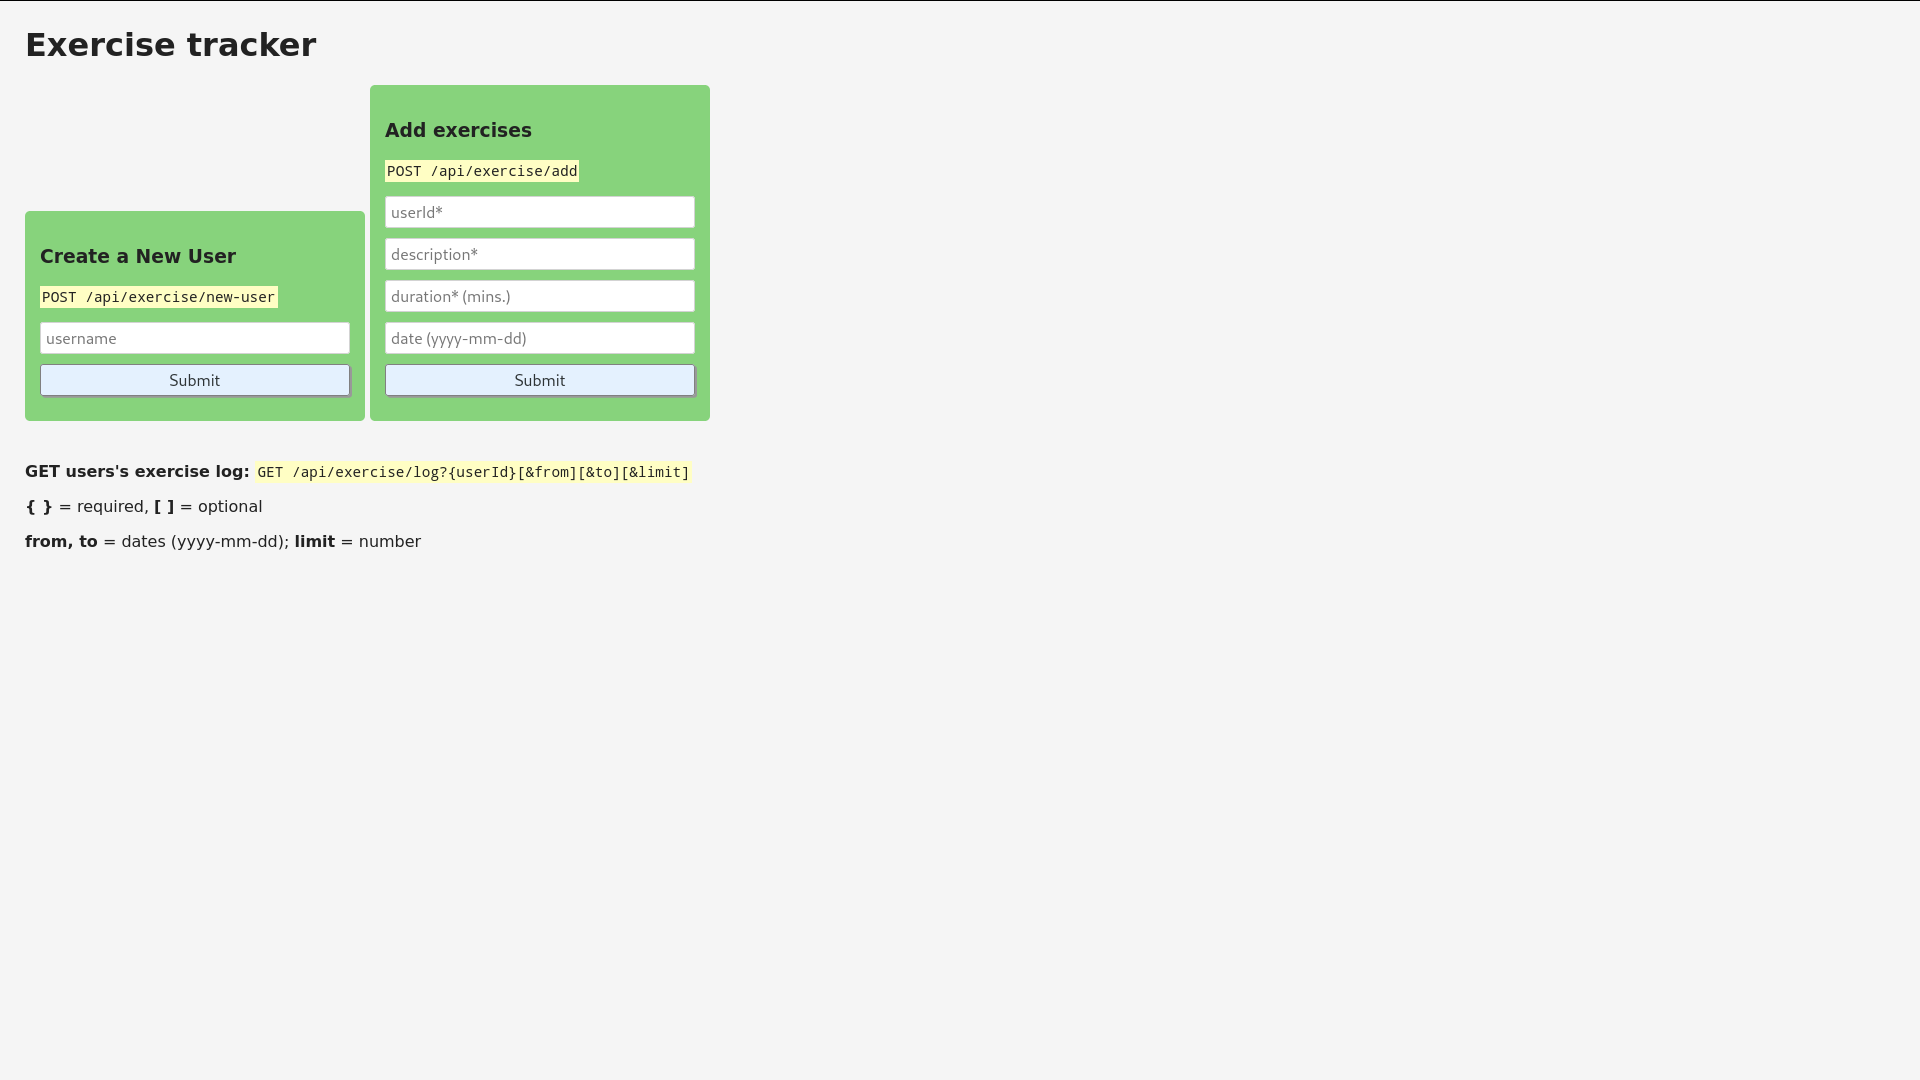 Exercise tracker
Create a New User
POST /api/exercise/new-user
username
Submit
Add exercises
POST /api/exercise/add
userId*
description*
duration* (mins.)
date (yyyy-mm-dd)
Submit
GET users's exercise log: GET /api/exercise/log?{userId}[&from][&to][&limit]
{ } = required, [ ] = optional
from, to = dates (yyyy-mm-dd); limit = number